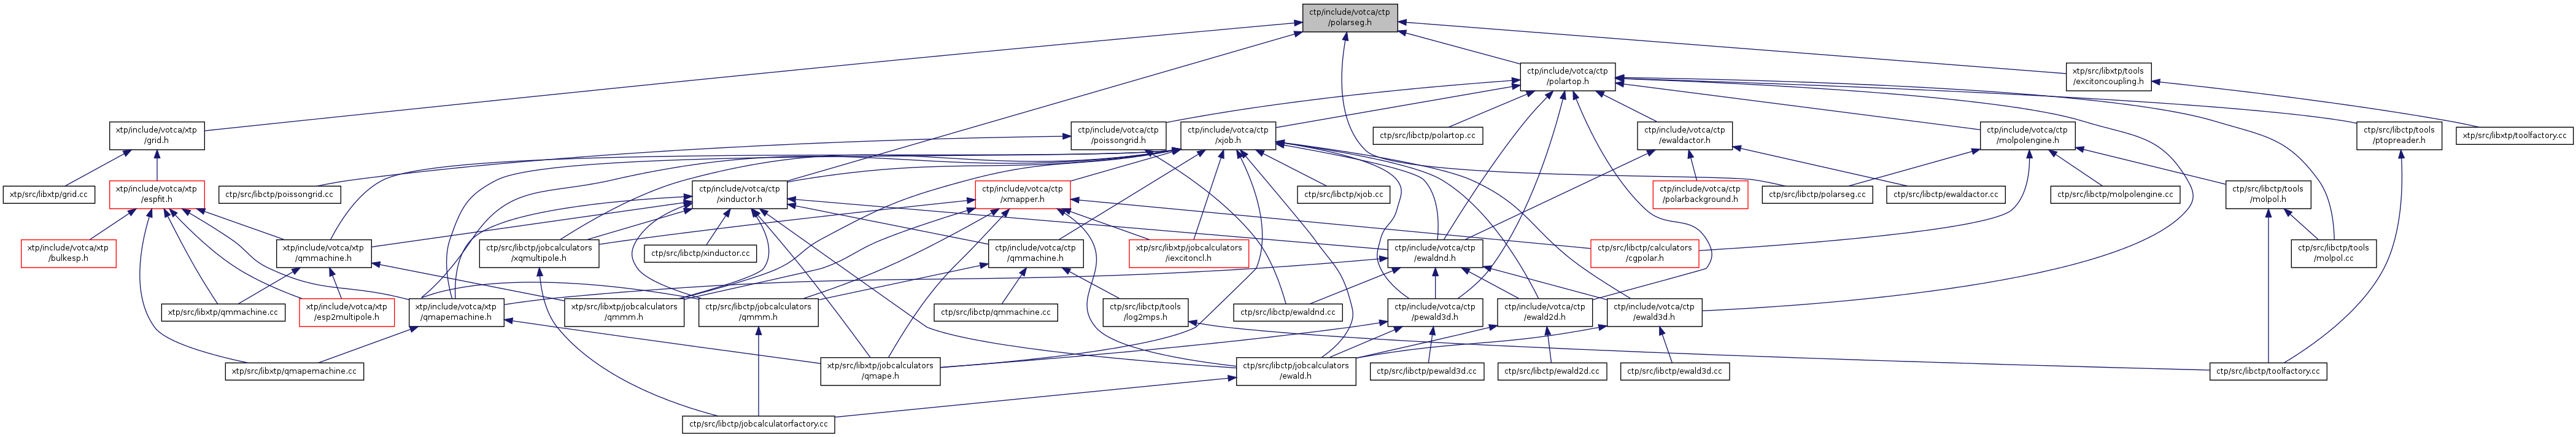 ctp/include/votca/ctp
/polarseg.h
ctp/include/votca/ctp
/polartop.h
xtp/src/libxtp/tools
/excitoncoupling.h
xtp/include/votca/xtp
/grid.h
ctp/include/votca/ctp
/poissongrid.h
ctp/include/votca/ctp
/xjob.h
ctp/src/libctp/polartop.cc
ctp/include/votca/ctp
/ewaldactor.h
ctp/include/votca/ctp
/molpolengine.h
ctp/src/libctp/tools
/ptopreader.h
xtp/src/libxtp/toolfactory.cc
xtp/src/libxtp/grid.cc
xtp/include/votca/xtp
/espfit.h
ctp/src/libctp/poissongrid.cc
ctp/include/votca/ctp
/xinductor.h
ctp/include/votca/ctp
/xmapper.h
ctp/src/libctp/xjob.cc
ctp/include/votca/ctp
/polarbackground.h
ctp/src/libctp/polarseg.cc
ctp/src/libctp/ewaldactor.cc
ctp/src/libctp/molpolengine.cc
ctp/src/libctp/tools
/molpol.h
xtp/include/votca/xtp
/bulkesp.h
xtp/include/votca/xtp
/qmmachine.h
ctp/src/libctp/jobcalculators
/xqmultipole.h
ctp/src/libctp/xinductor.cc
ctp/include/votca/ctp
/qmmachine.h
xtp/src/libxtp/jobcalculators
/iexcitoncl.h
ctp/include/votca/ctp
/ewaldnd.h
ctp/src/libctp/calculators
/cgpolar.h
ctp/src/libctp/tools
/molpol.cc
xtp/src/libxtp/qmmachine.cc
xtp/include/votca/xtp
/esp2multipole.h
xtp/include/votca/xtp
/qmapemachine.h
xtp/src/libxtp/jobcalculators
/qmmm.h
ctp/src/libctp/jobcalculators
/qmmm.h
ctp/src/libctp/qmmachine.cc
ctp/src/libctp/tools
/log2mps.h
ctp/src/libctp/ewaldnd.cc
ctp/include/votca/ctp
/pewald3d.h
ctp/include/votca/ctp
/ewald2d.h
ctp/include/votca/ctp
/ewald3d.h
xtp/src/libxtp/qmapemachine.cc
xtp/src/libxtp/jobcalculators
/qmape.h
ctp/src/libctp/jobcalculators
/ewald.h
ctp/src/libctp/pewald3d.cc
ctp/src/libctp/ewald2d.cc
ctp/src/libctp/ewald3d.cc
ctp/src/libctp/toolfactory.cc
ctp/src/libctp/jobcalculatorfactory.cc